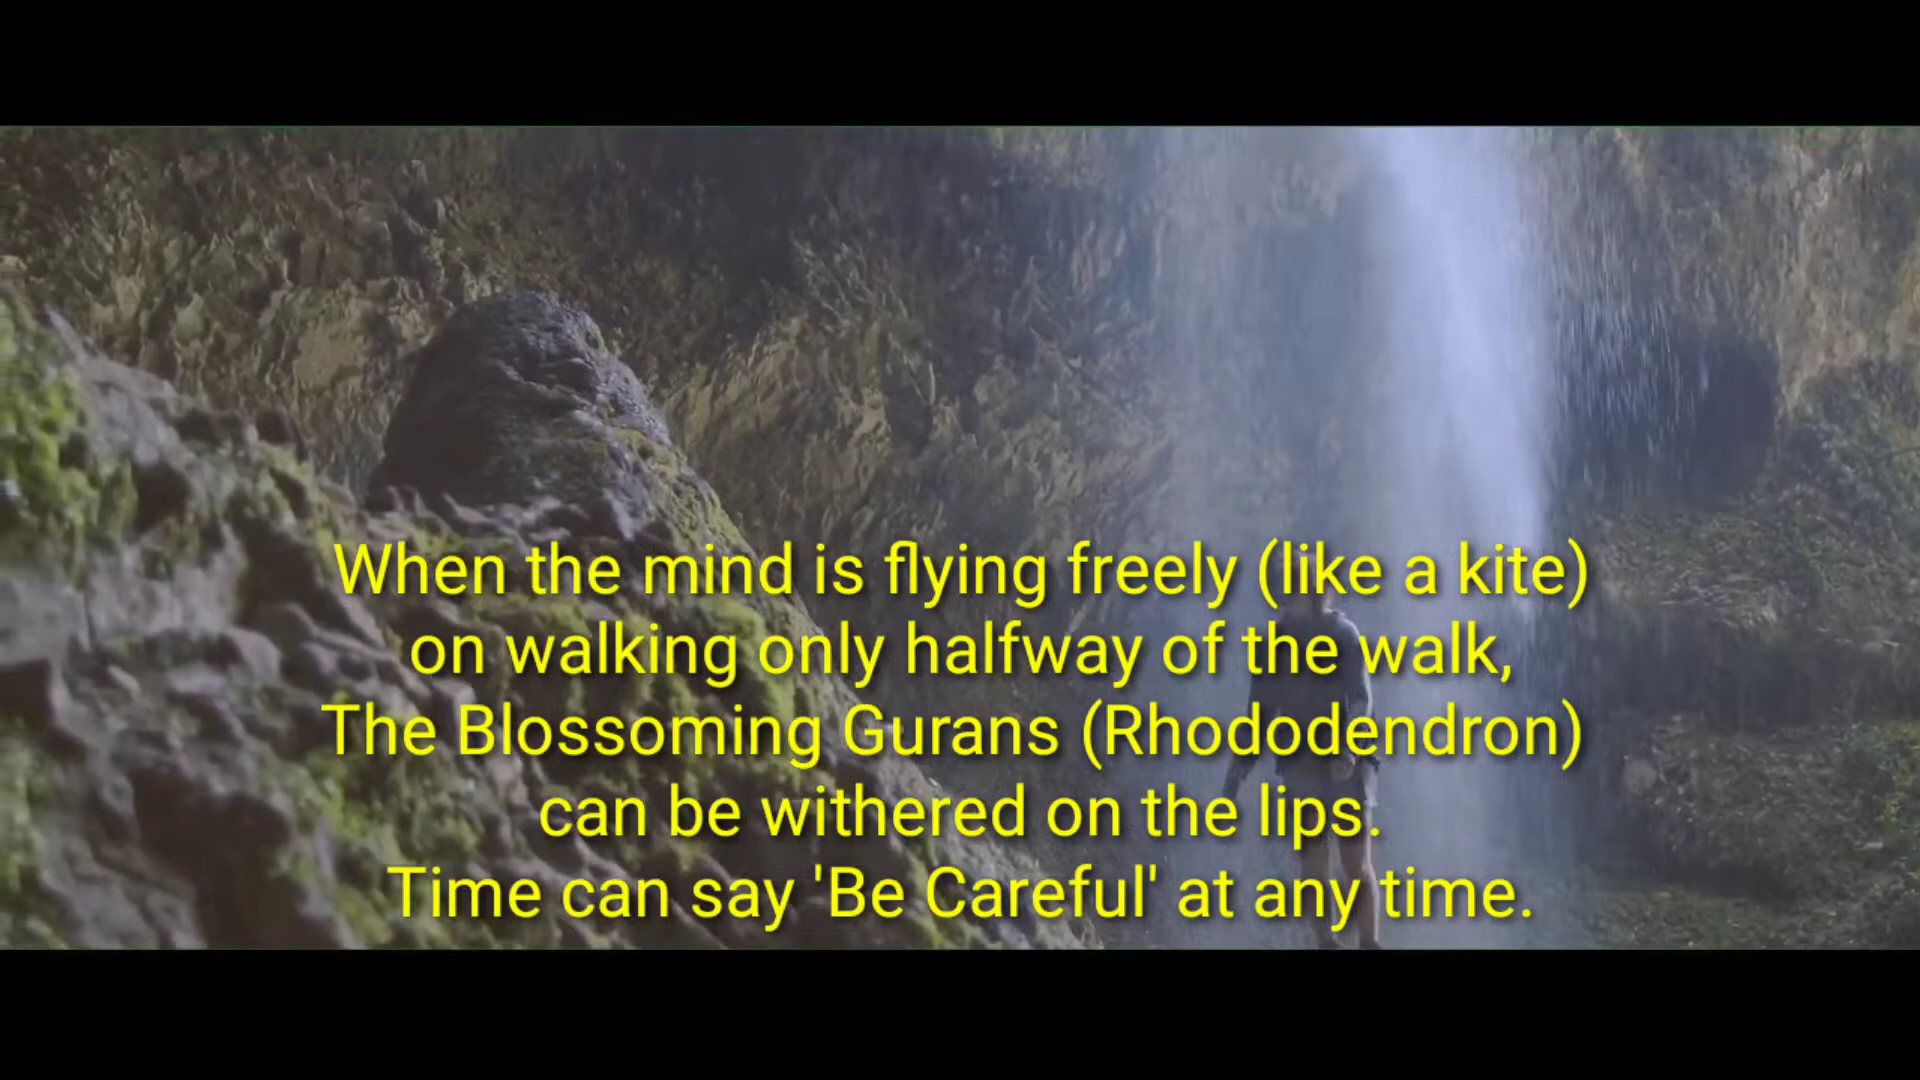 When the mind is flying freely (like a kite)
on walking only halfway of the walk,
The Blossoming Gurans (Rhododendron)
can be withered on the lips.
Time can say 'Be Careful' at any time.